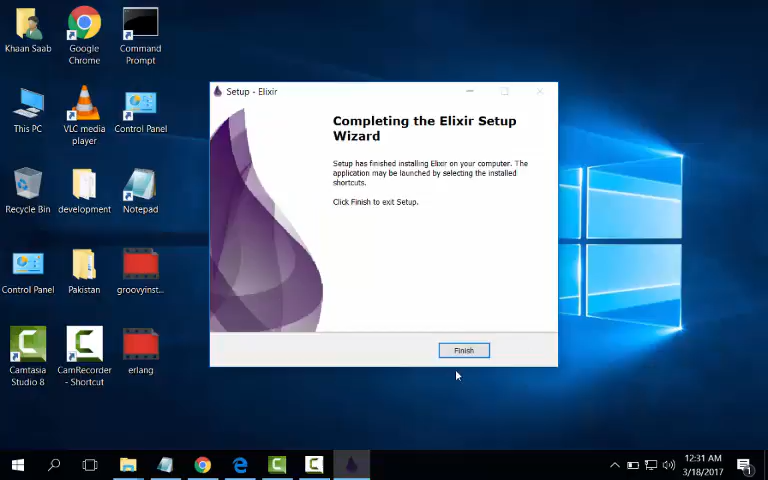 Khaan Saab
Google
Chrome
Command
Prompt
This PC
VLC media
player
Control Panel
Recycle Bin
development
Notepad
Control Panel
Pakistan
groovyinst...
Camtasia
Studio 8
CamRecorder
- Shortcut
erlang
Setup - Elixir
Completing the Elixir Setup
Wizard
Setup has finished installing Elixir on your computer. The
application may be launched by selecting the installed
shortcuts.
Click Finish to exit Setup.
Finish
12:31 AM
3/18/2017
1